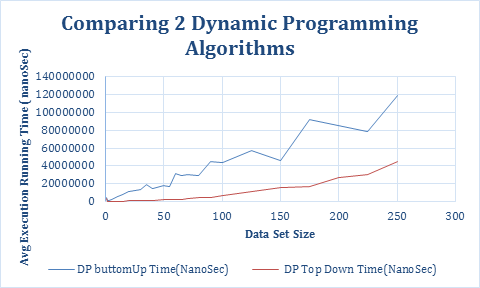 Comparing 2 Dynamic Programming
Algorithms
Avg Execution Running Time (nanoSec)
140000000
120000000
100000000
80000000
60000000
40000000
20000000
0
0 50 100 150 200 250 300
Data Set Size
DP buttomUp Time(NanoSec) DP Top Down Time(NanoSec)